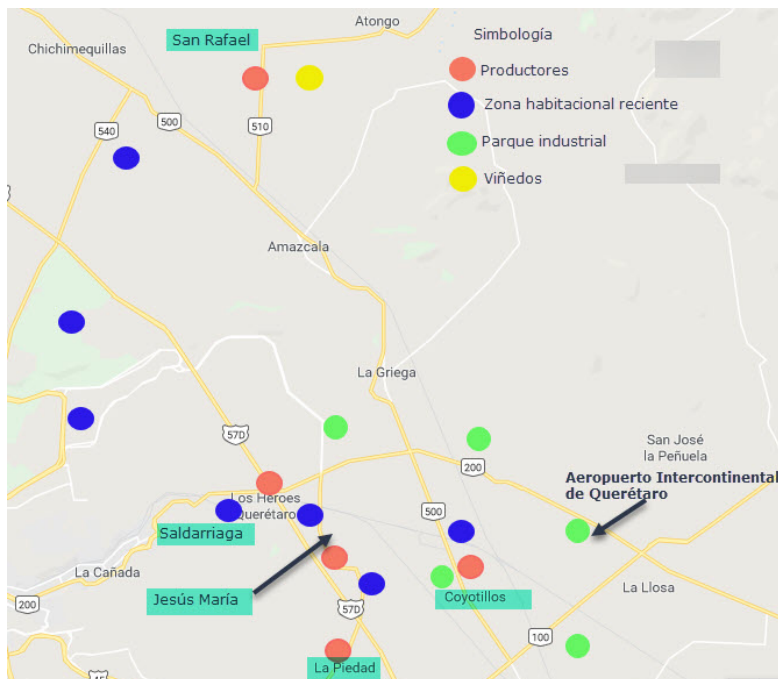 Atongo
Simbología
San Rafael
Chichimequillas
Productores
Zona habitacional reciente
500
540
510
Parque industrial
Viñedos
Amazcala
La Griega
57D
San José
la Peñuela
200
Aeropuerto Intercontinental
de Querétaro
Los Héroes
Querétaro
500
Saldarriaga
La Cañada
Jesús María
Coyotillos
La Llosa
200
57D
100
La Piedad
45